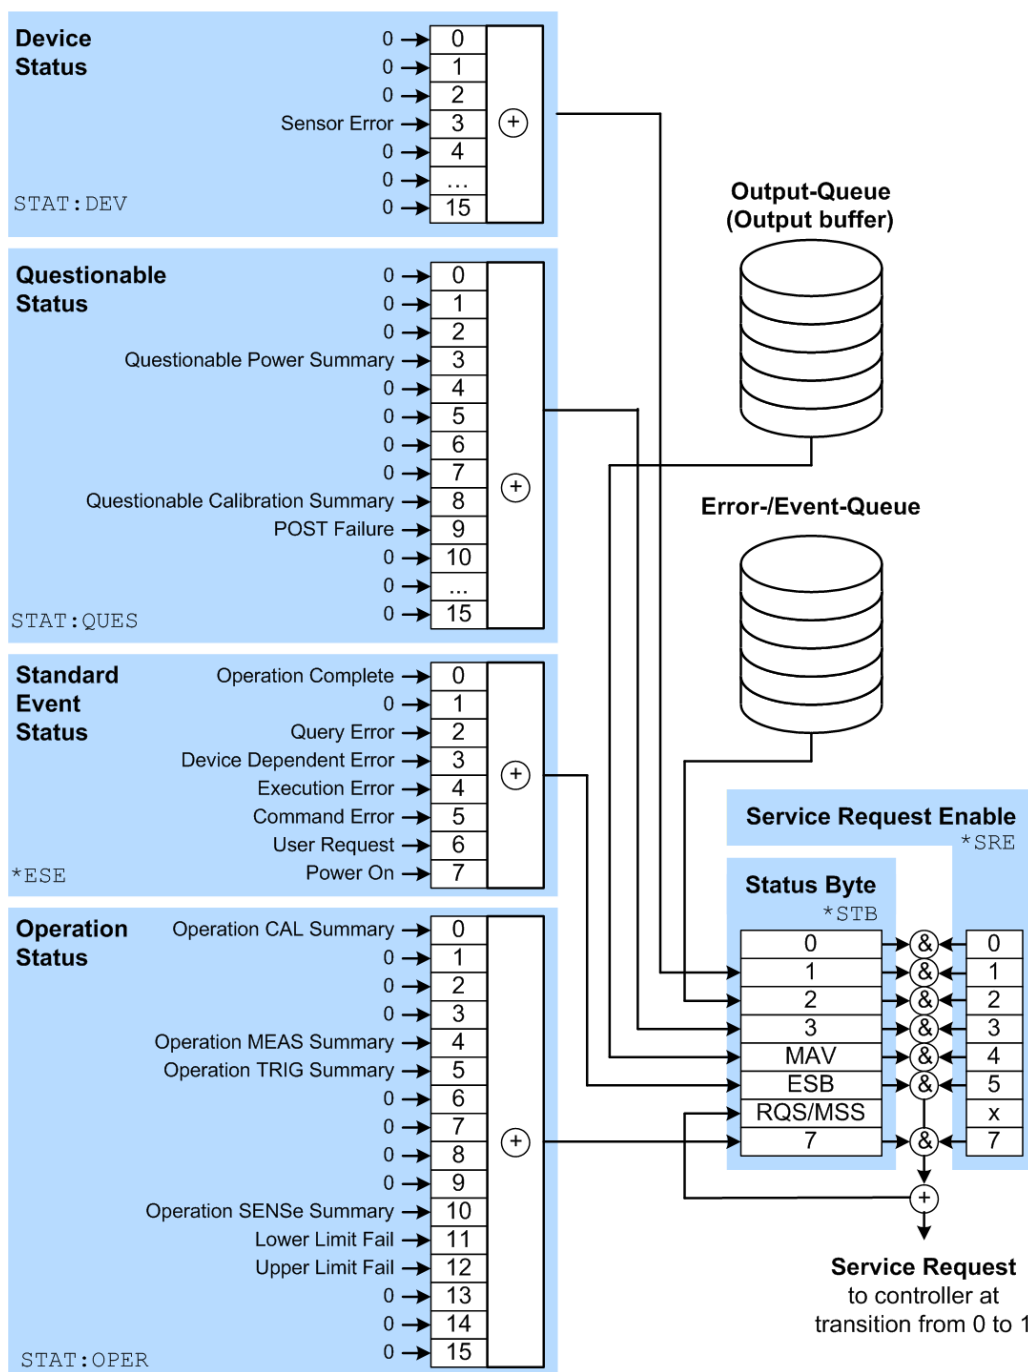 Device
Status
0 0
0 1
0 2
Sensor Error 3
0 4
0 ...
0 15
+
STAT:DEV
Questionable
Status
0 0
0 1
0 2
Questionable Power Summary 3
0 4
0 5
0 6
0 7
Questionable Calibration Summary 8
POST Failure 9
0 10
0 ...
0 15
+
STAT:QUES
Standard
Event
Status
Operation Complete 0
0 1
Query Error 2
Device Dependent Error 3
Execution Error 4
Command Error 5
User Request 6
Power On 7
+
*ESE
Operation
Status
Operation CAL Summary 0
0 1
0 2
0 3
Operation MEAS Summary 4
Operation TRIG Summary 5
0 6
0 7
0 8
0 9
Operation SENSe Summary 10
Lower Limit Fail 11
Upper Limit Fail 12
0 13
0 14
0 15
+
STAT:OPER
Output-Queue
(Output buffer)
Error-/Event-Queue
Service Request Enable
*SRE
Status Byte
*STB
0 & 0
1 & 1
2 & 2
3 & 3
MAV & 4
ESB & 5
RQS/MSS x
7 & 7
+
Service Request
to controller at
transition from 0 to 1